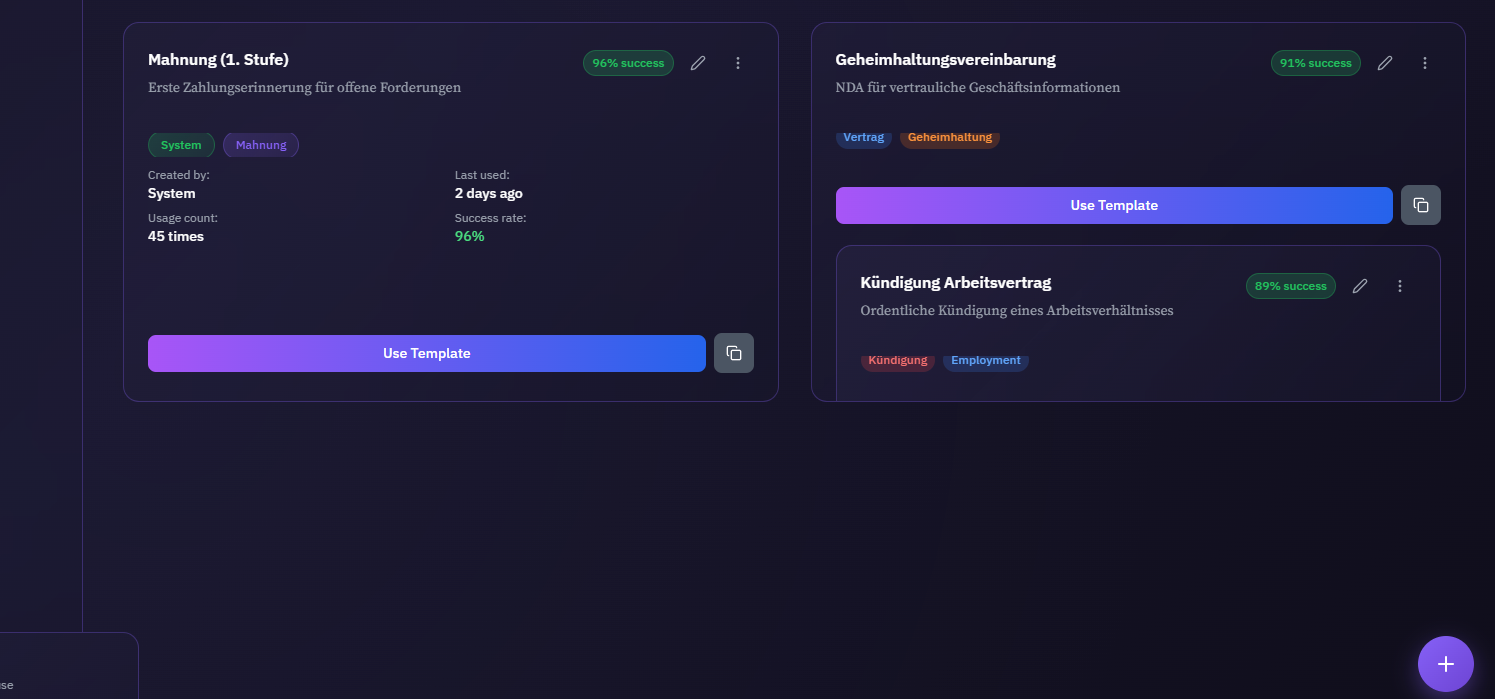 Mahnung (1. Stufe)
96% success
Erste Zahlungserinnerung für offene Forderungen
System
Mahnung
Created by:
System
Last used:
2 days ago
Usage count:
45 times
Success rate:
96%
Use Template
Geheimhaltungsvereinbarung
91% success
NDA für vertrauliche Geschäftsinformationen
Vertrag
Geheimhaltung
Use Template
Kündigung Arbeitsvertrag
89% success
Ordentliche Kündigung eines Arbeitsverhältnisses
Kündigung
Employment